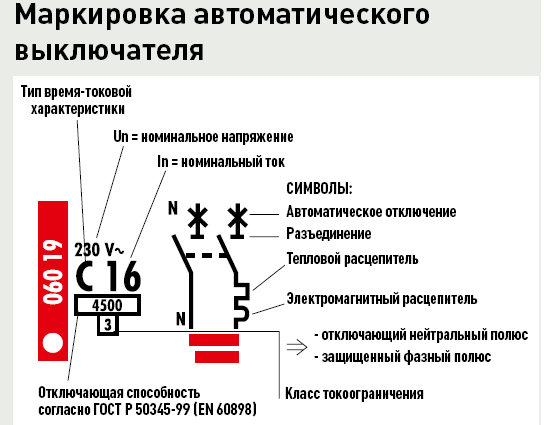 Маркировка автоматического
выключателя
Тип время-токовой
характеристики
Un = номинальное напряжение
In = номинальный ток
СИМВОЛЫ:
N
Автоматическое отключение
Разъединение
Тепловой расцепитель
Электромагнитный расцепитель
060 19
230 V~
C 16
4500
3
N
- отключающий нейтральный полюс
- защищенный фазный полюс
Отключающая способность
согласно ГОСТ Р 50345-99 (EN 60898)
Класс токоограничения